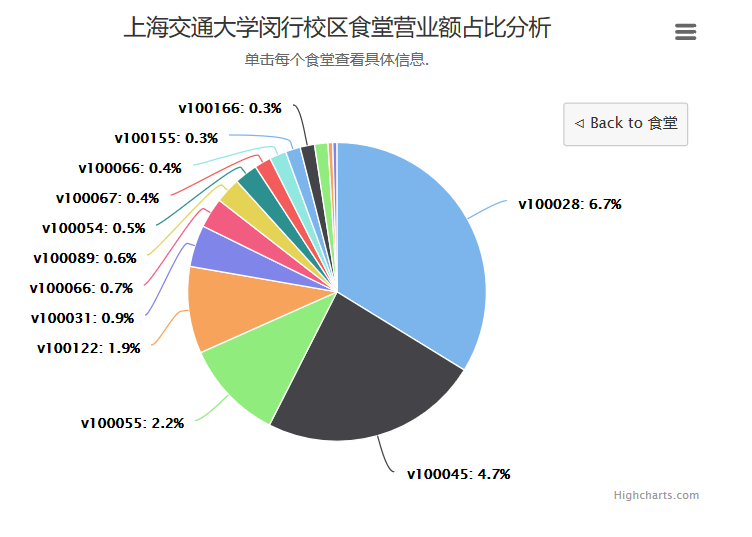 上海交通大学闵行校区食堂营业额占比分析
单击每个食堂查看具体信息.
◁ Back to 食堂
v100166: 0.3%
v100155: 0.3%
v100066: 0.4%
v100067: 0.4%
v100054: 0.5%
v100089: 0.6%
v100066: 0.7%
v100031: 0.9%
v100122: 1.9%
v100055: 2.2%
v100028: 6.7%
v100045: 4.7%
Highcharts.com